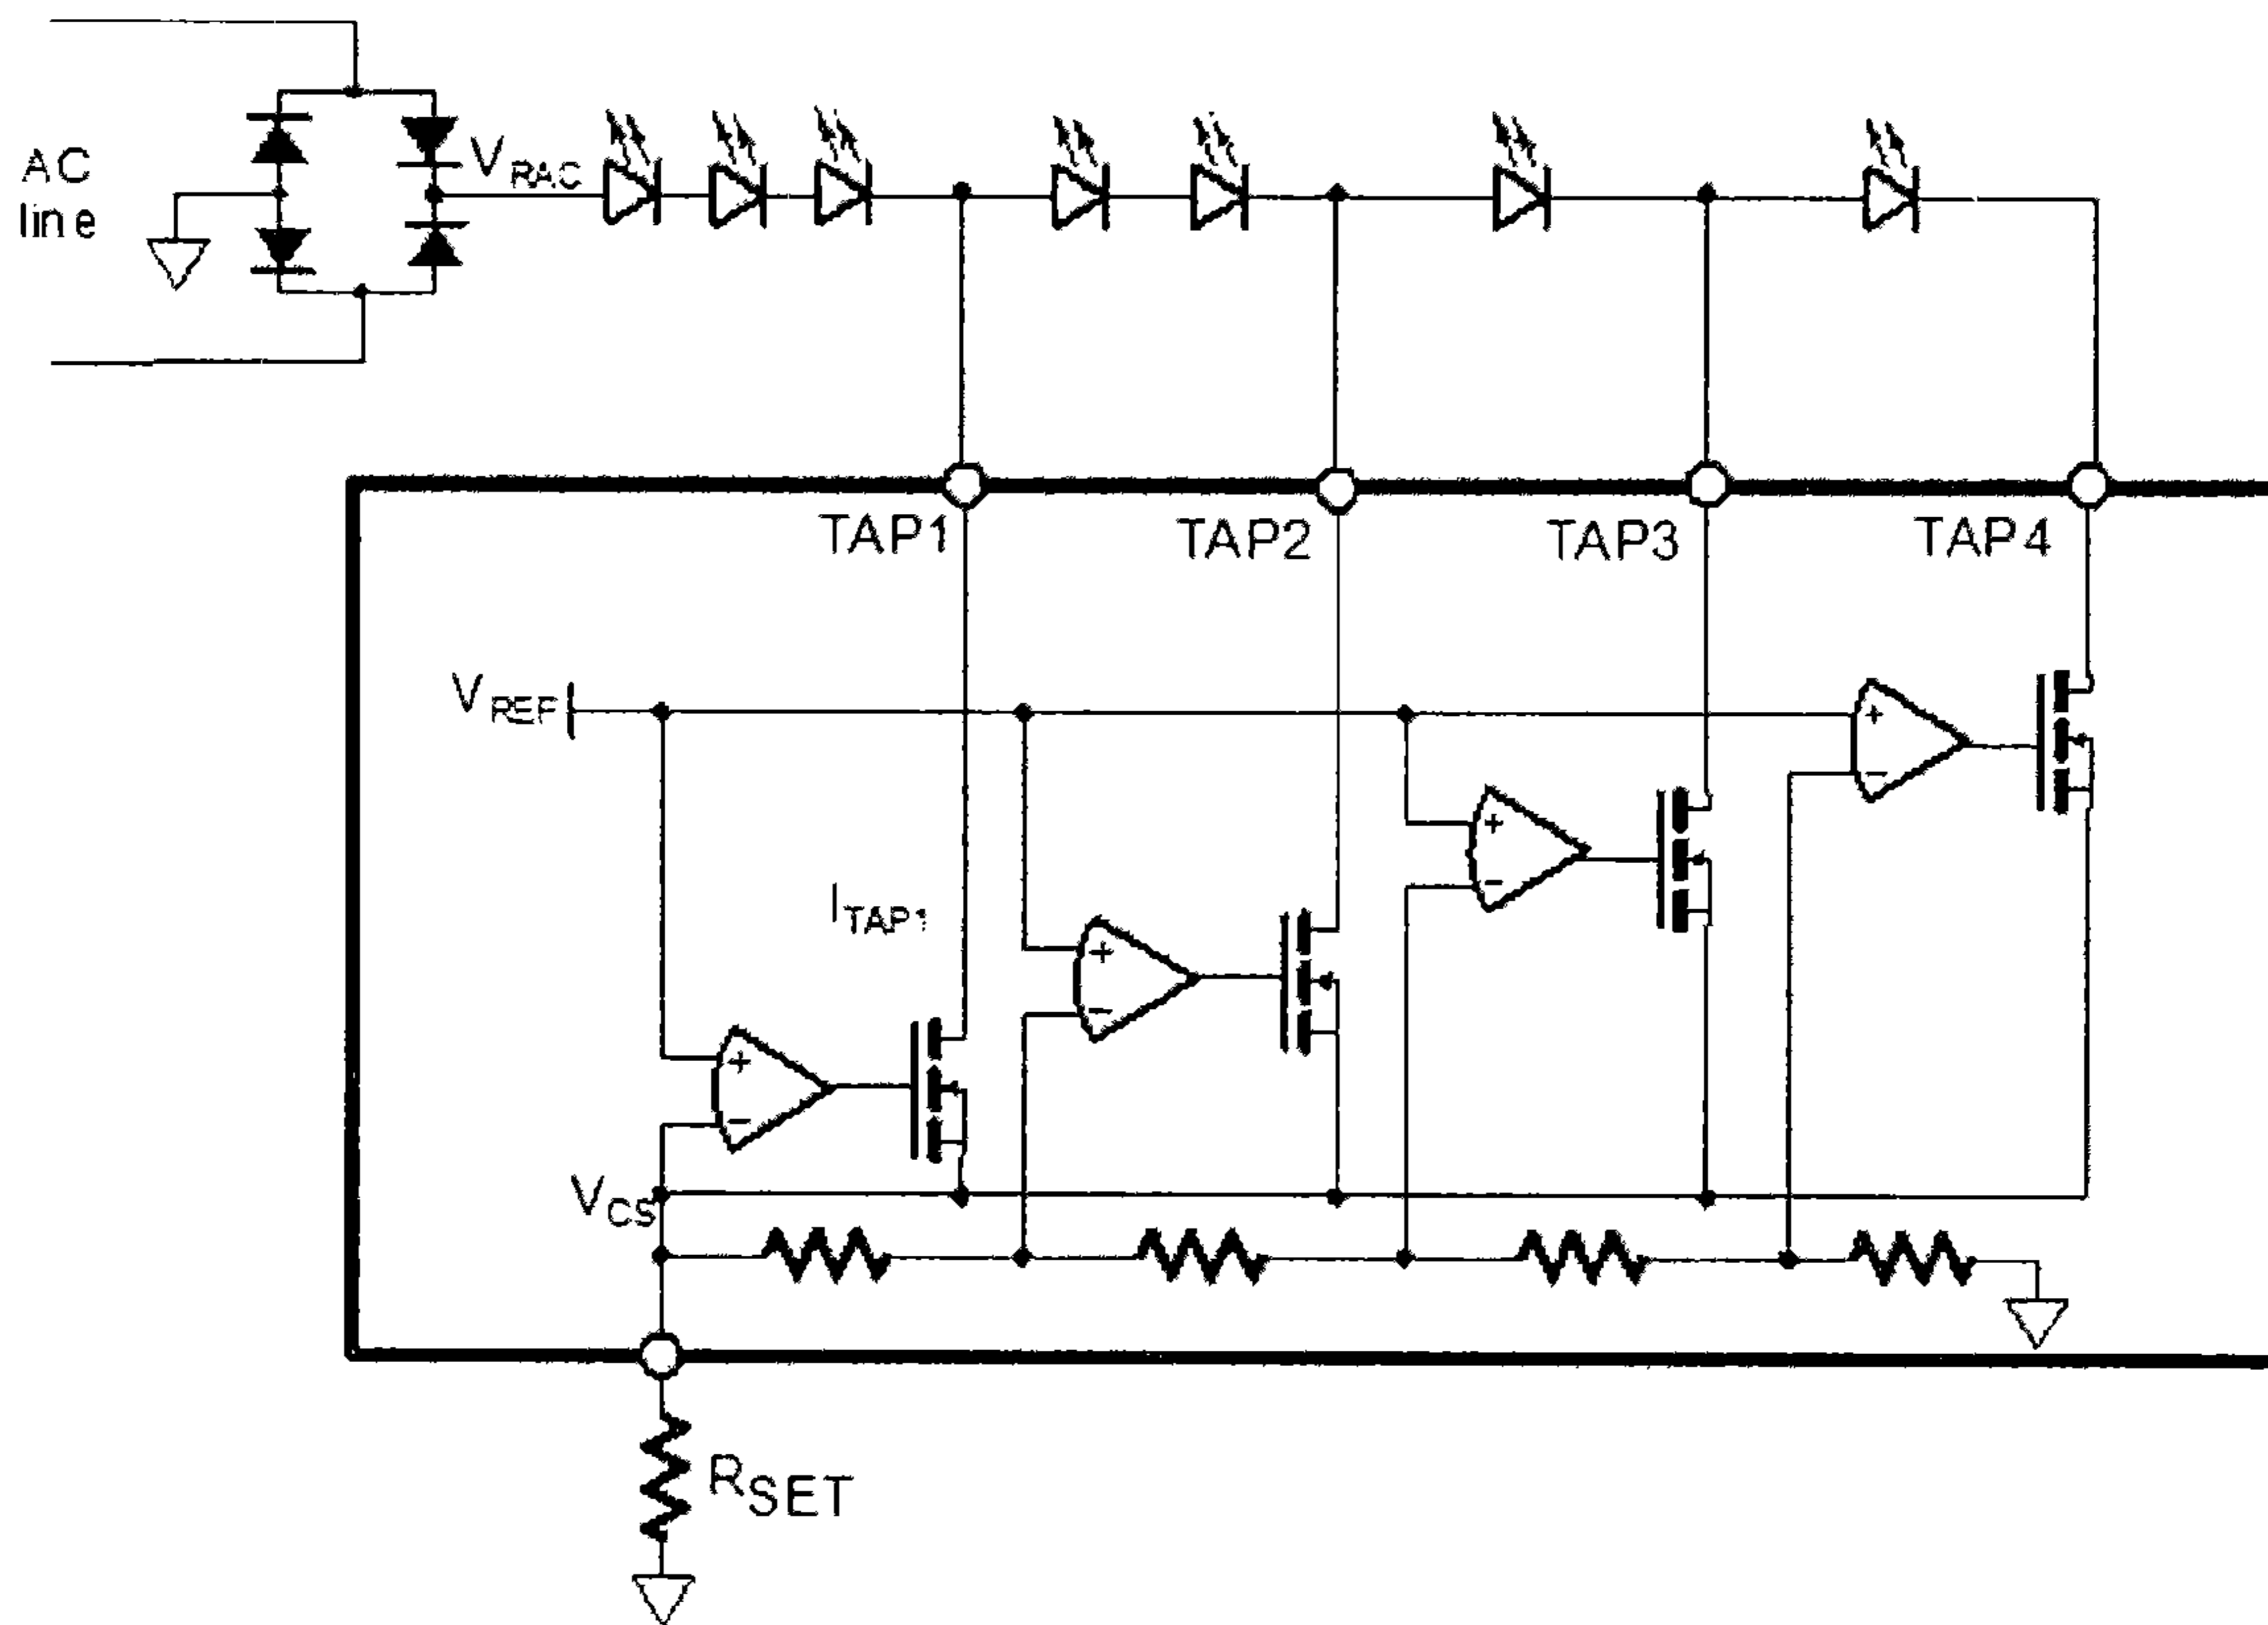 AC
line
VRAC
TAP1
TAP2
TAP3
TAP4
VREF
+
−
+
−
ITAP1
+
−
+
−
VCS
RSET